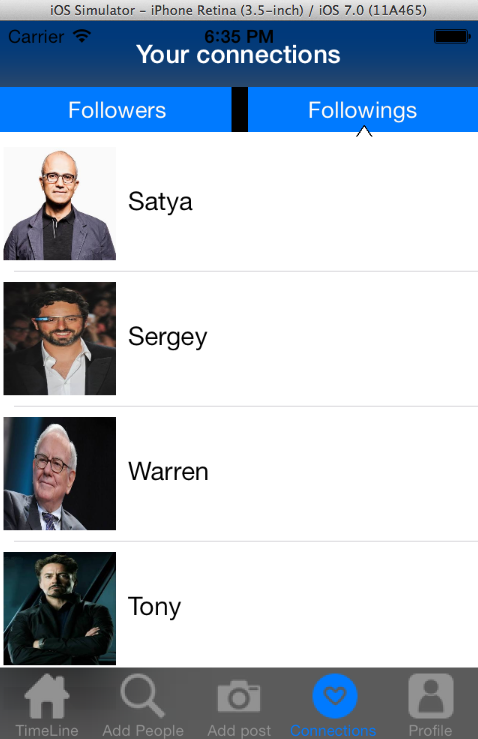 iOS Simulator – iPhone Retina (3.5-inch) / iOS 7.0 (11A465)
Carrier 6:35 PM
Your connections
Followers Followings
Satya
Sergey
Warren
Tony
TimeLine Add People Add post Connections Profile